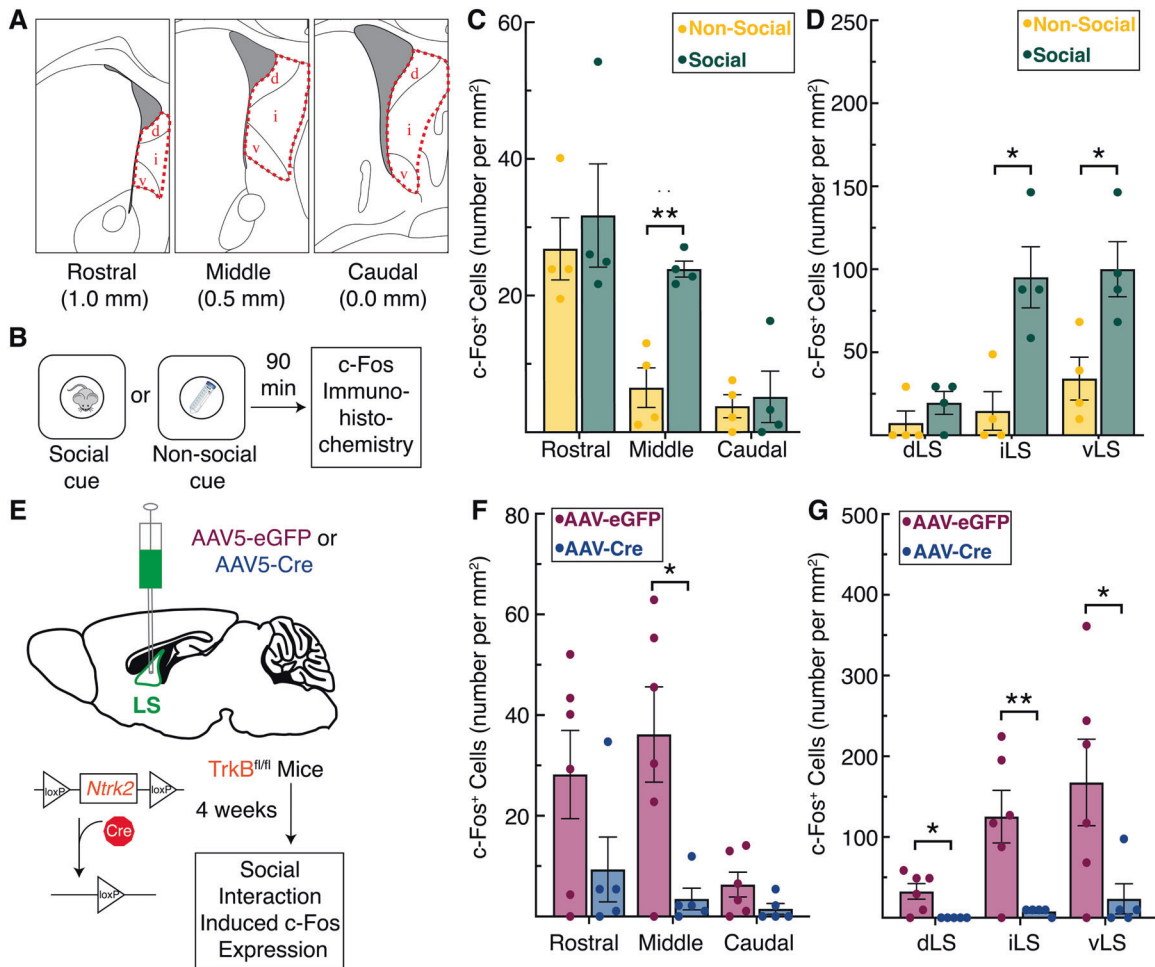 A
d
i
v
d
i
v
d
i
v
Rostral
(1.0 mm)
Middle
(0.5 mm)
Caudal
(0.0 mm)
B
or
Social
cue
Non-social
cue
90
min
c-Fos
Immuno-
histo-
chemistry
C
c-Fos⁺ Cells (number per mm²)
60
40
20
Non-Social
Social
**
Rostral
Middle
Caudal
D
c-Fos⁺ Cells (number per mm²)
250
200
150
100
50
Non-Social
Social
*
*
dLS
iLS
vLS
E
AAV5-eGFP or
AAV5-Cre
LS
loxP
Ntrk2
loxP
Cre
loxP
TrkBfl/fl Mice
4 weeks
Social
Interaction
Induced c-Fos
Expression
F
c-Fos⁺ Cells (number per mm²)
80
60
40
20
0
AAV-eGFP
AAV-Cre
*
Rostral
Middle
Caudal
G
c-Fos⁺ Cells (number per mm²)
500
400
300
200
100
0
AAV-eGFP
AAV-Cre
*
**
*
dLS
iLS
vLS